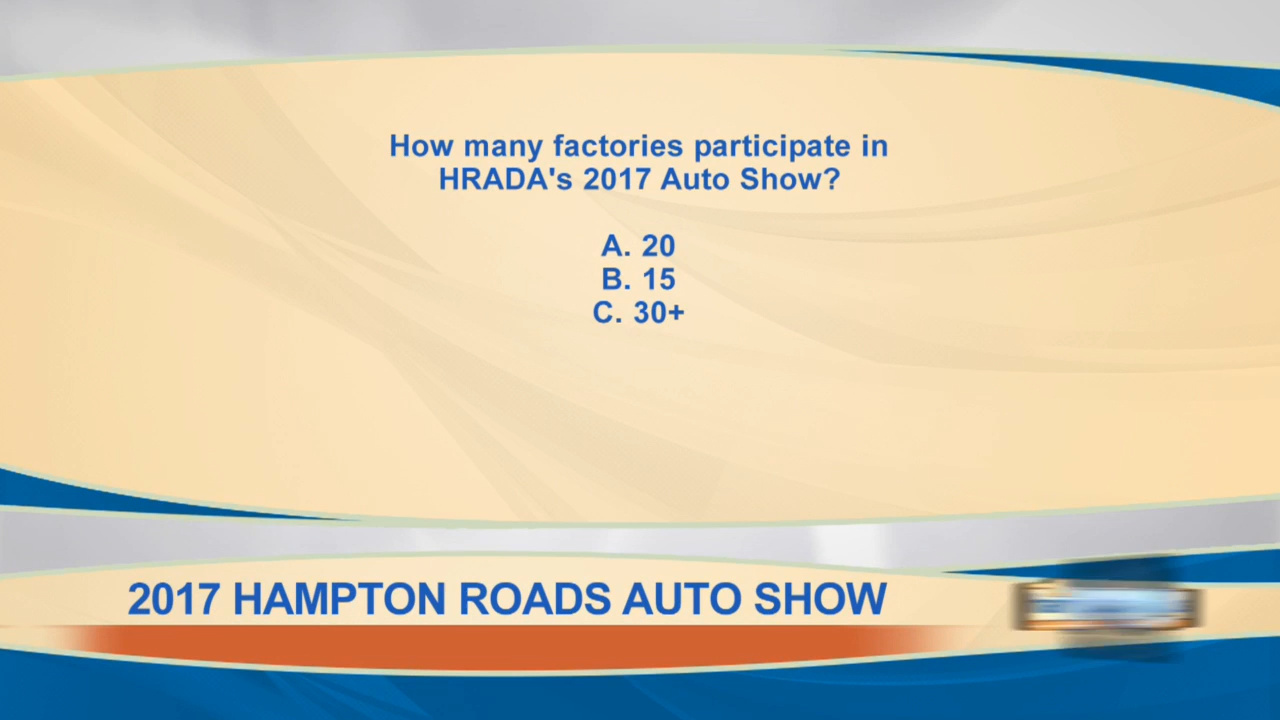 How many factories participate in
HRADA's 2017 Auto Show?
A. 20
B. 15
C. 30+
2017 HAMPTON ROADS AUTO SHOW